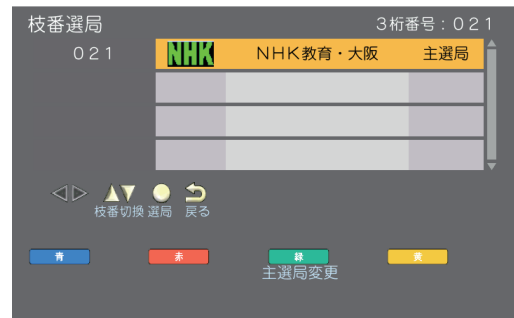 枝番選局
3桁番号：021
021
NHK NHK教育・大阪 主選局
枝番切換 選局 戻る
青 赤 緑 黄
主選局変更